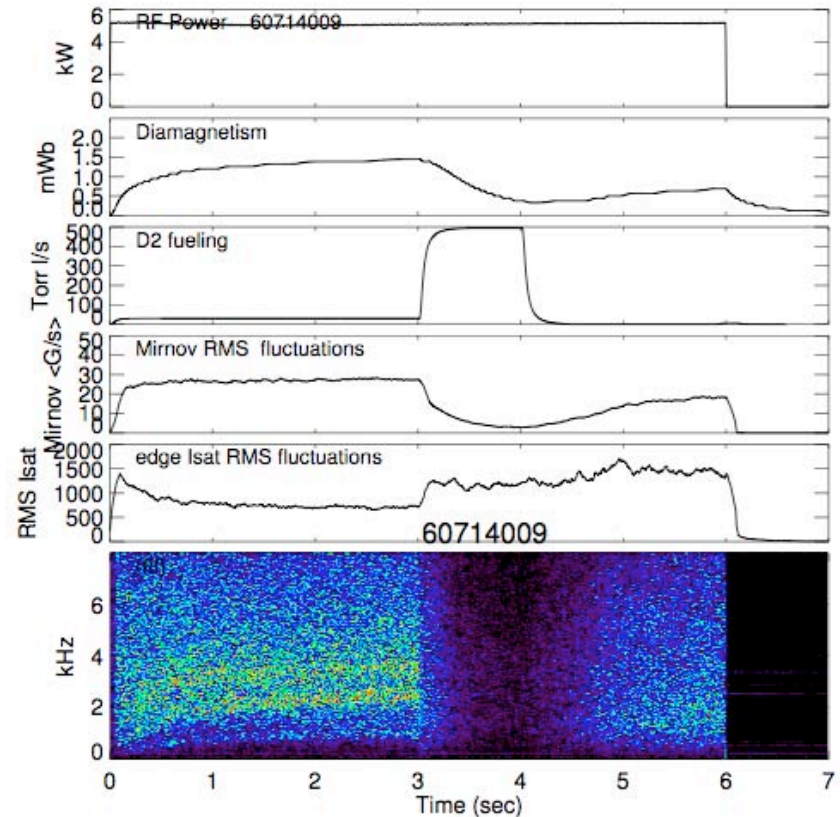 RF Power 60714009
kW
6
4
2
0
Diamagnetism
mWb
2.0
1.5
1.0
0.5
0.0
D2 fueling
Torr l/s
500
400
300
200
100
0
Mirnov RMS fluctuations
Mirnov <G/s>
50
40
30
20
10
0
edge Isat RMS fluctuations
RMS Isat
2000
1500
1000
500
0
60714009
kHz
6
4
2
0
0 1 2 3 4 5 6 7
Time (sec)